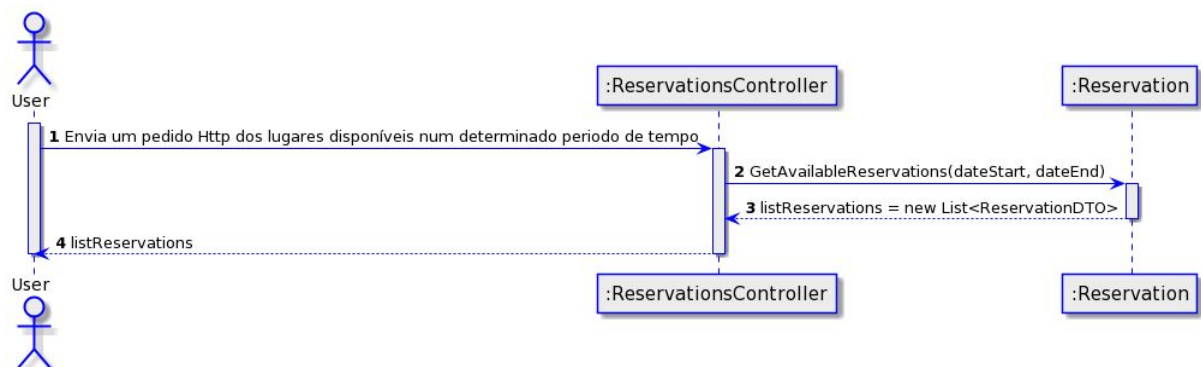 User
:ReservationsController
:Reservation
1 Envia um pedido Http dos lugares disponíveis num determinado periodo de tempo
2 GetAvailableReservations(dateStart, dateEnd)
3 listReservations = new List<ReservationDTO>
4 listReservations
User
:ReservationsController
:Reservation